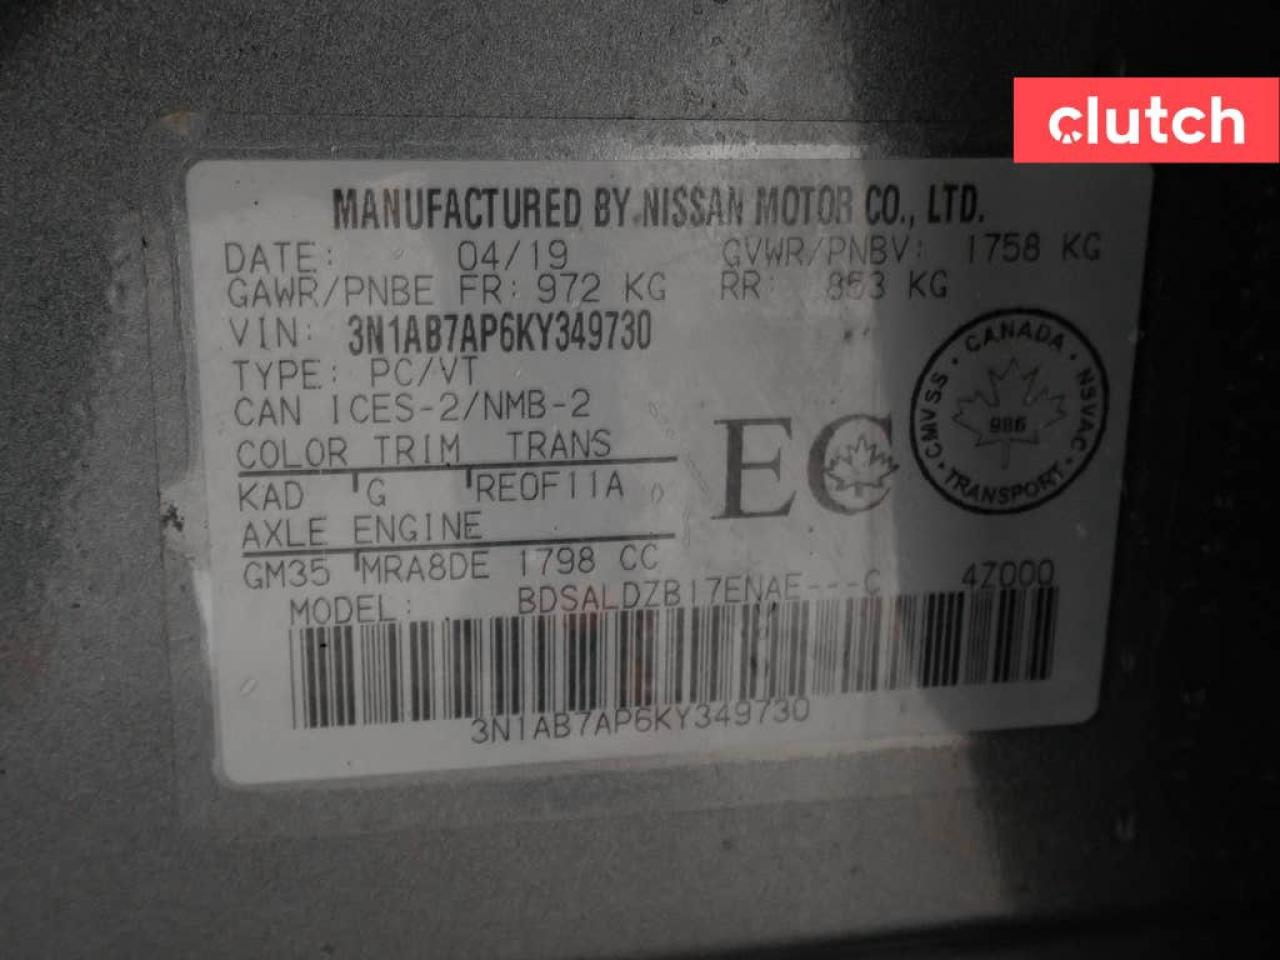 clutch
MANUFACTURED BY NISSAN MOTOR CO., LTD.
DATE: 04/19 GVWR/PNBV: 1758 KG
GAWR/PNBE FR: 972 KG RR: 853 KG
VIN: 3N1AB7AP6KY349730
TYPE: PC/VT
CAN ICES-2/NMB-2
COLOR TRIM TRANS
KAD G RE0F11A
AXLE ENGINE
GM35 MRA8DE 1798 CC
MODEL: BDSALDZB17ENAE---C 4Z000
3N1AB7AP6KY349730
EC
CANADA
CMVSS · NSVAC
986
TRANSPORT